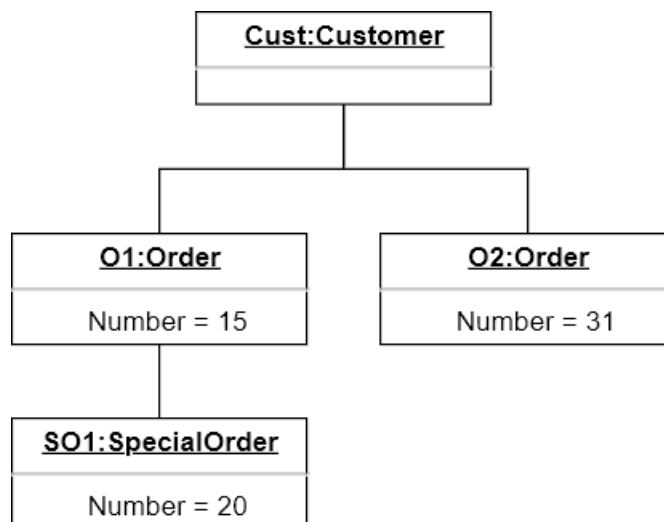 Cust:Customer
O1:Order
Number = 15
O2:Order
Number = 31
SO1:SpecialOrder
Number = 20